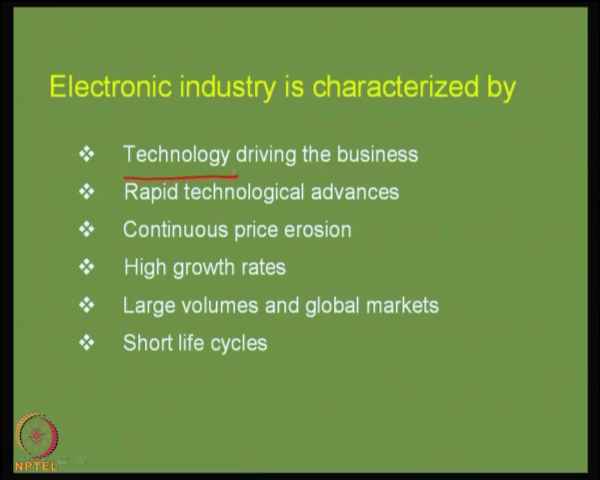 Electronic industry is characterized by
❖ Technology driving the business
❖ Rapid technological advances
❖ Continuous price erosion
❖ High growth rates
❖ Large volumes and global markets
❖ Short life cycles
NPTEL